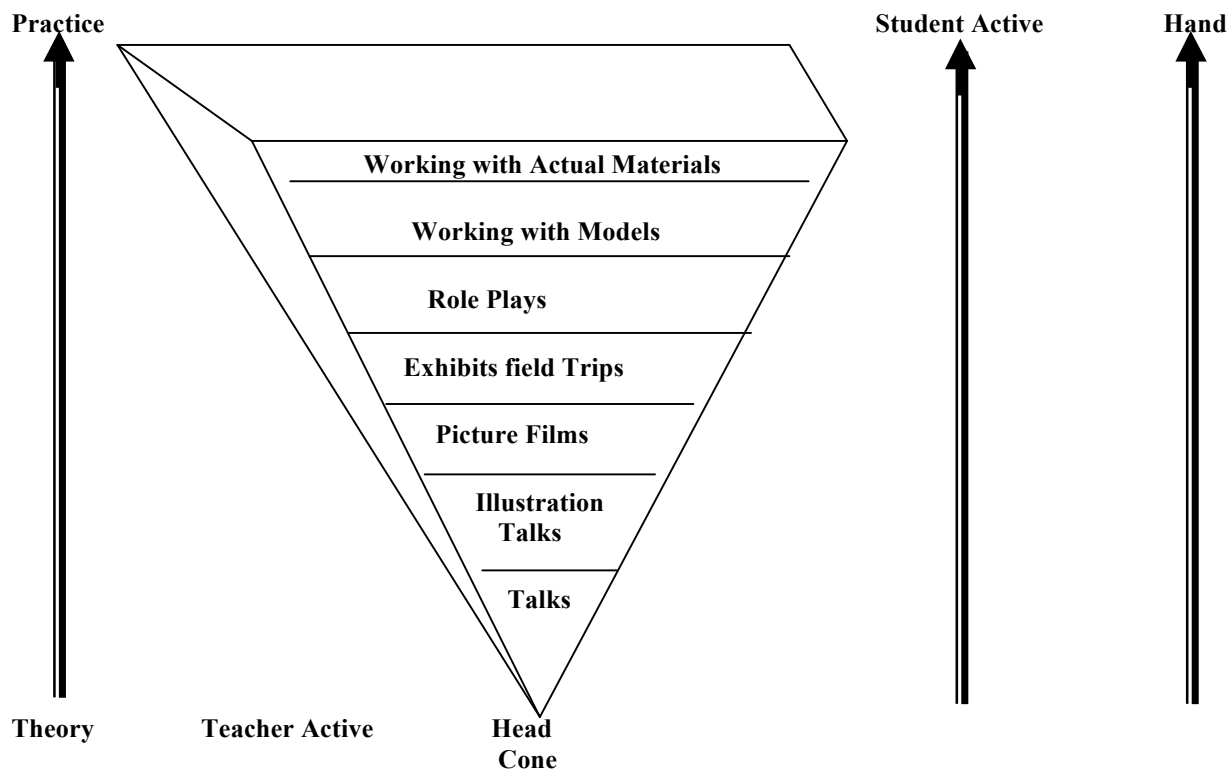 Practice
Student Active
Hand
Working with Actual Materials
Working with Models
Role Plays
Exhibits field Trips
Picture Films
Illustration
Talks
Talks
Theory
Teacher Active
Head
Cone